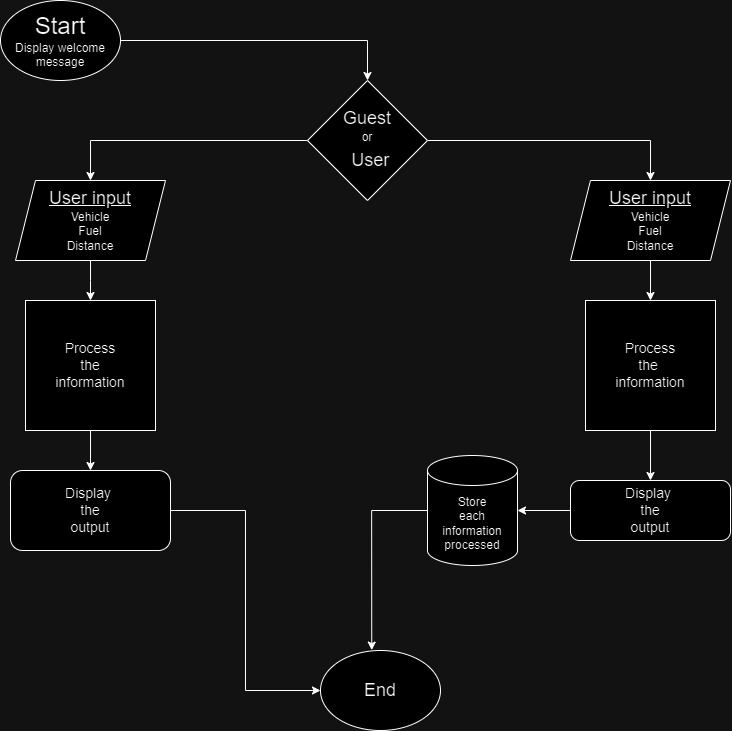 Start
Display welcome
message
Guest
or
User
User input
Vehicle
Fuel
Distance
User input
Vehicle
Fuel
Distance
Process
the
information
Process
the
information
Display
the
output
Store
each
information
processed
Display
the
output
End